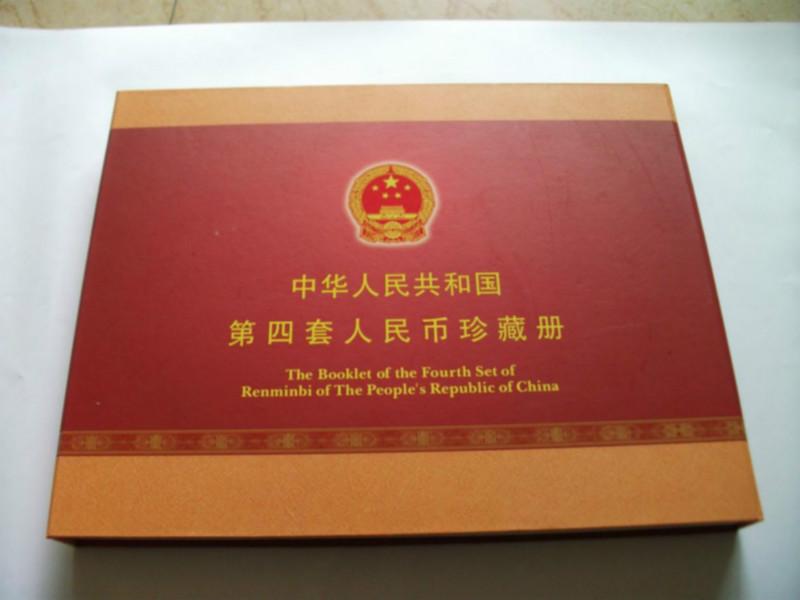 中华人民共和国
第四套人民币珍藏册
The Booklet of the Fourth Set of
Renminbi of The People's Republic of China